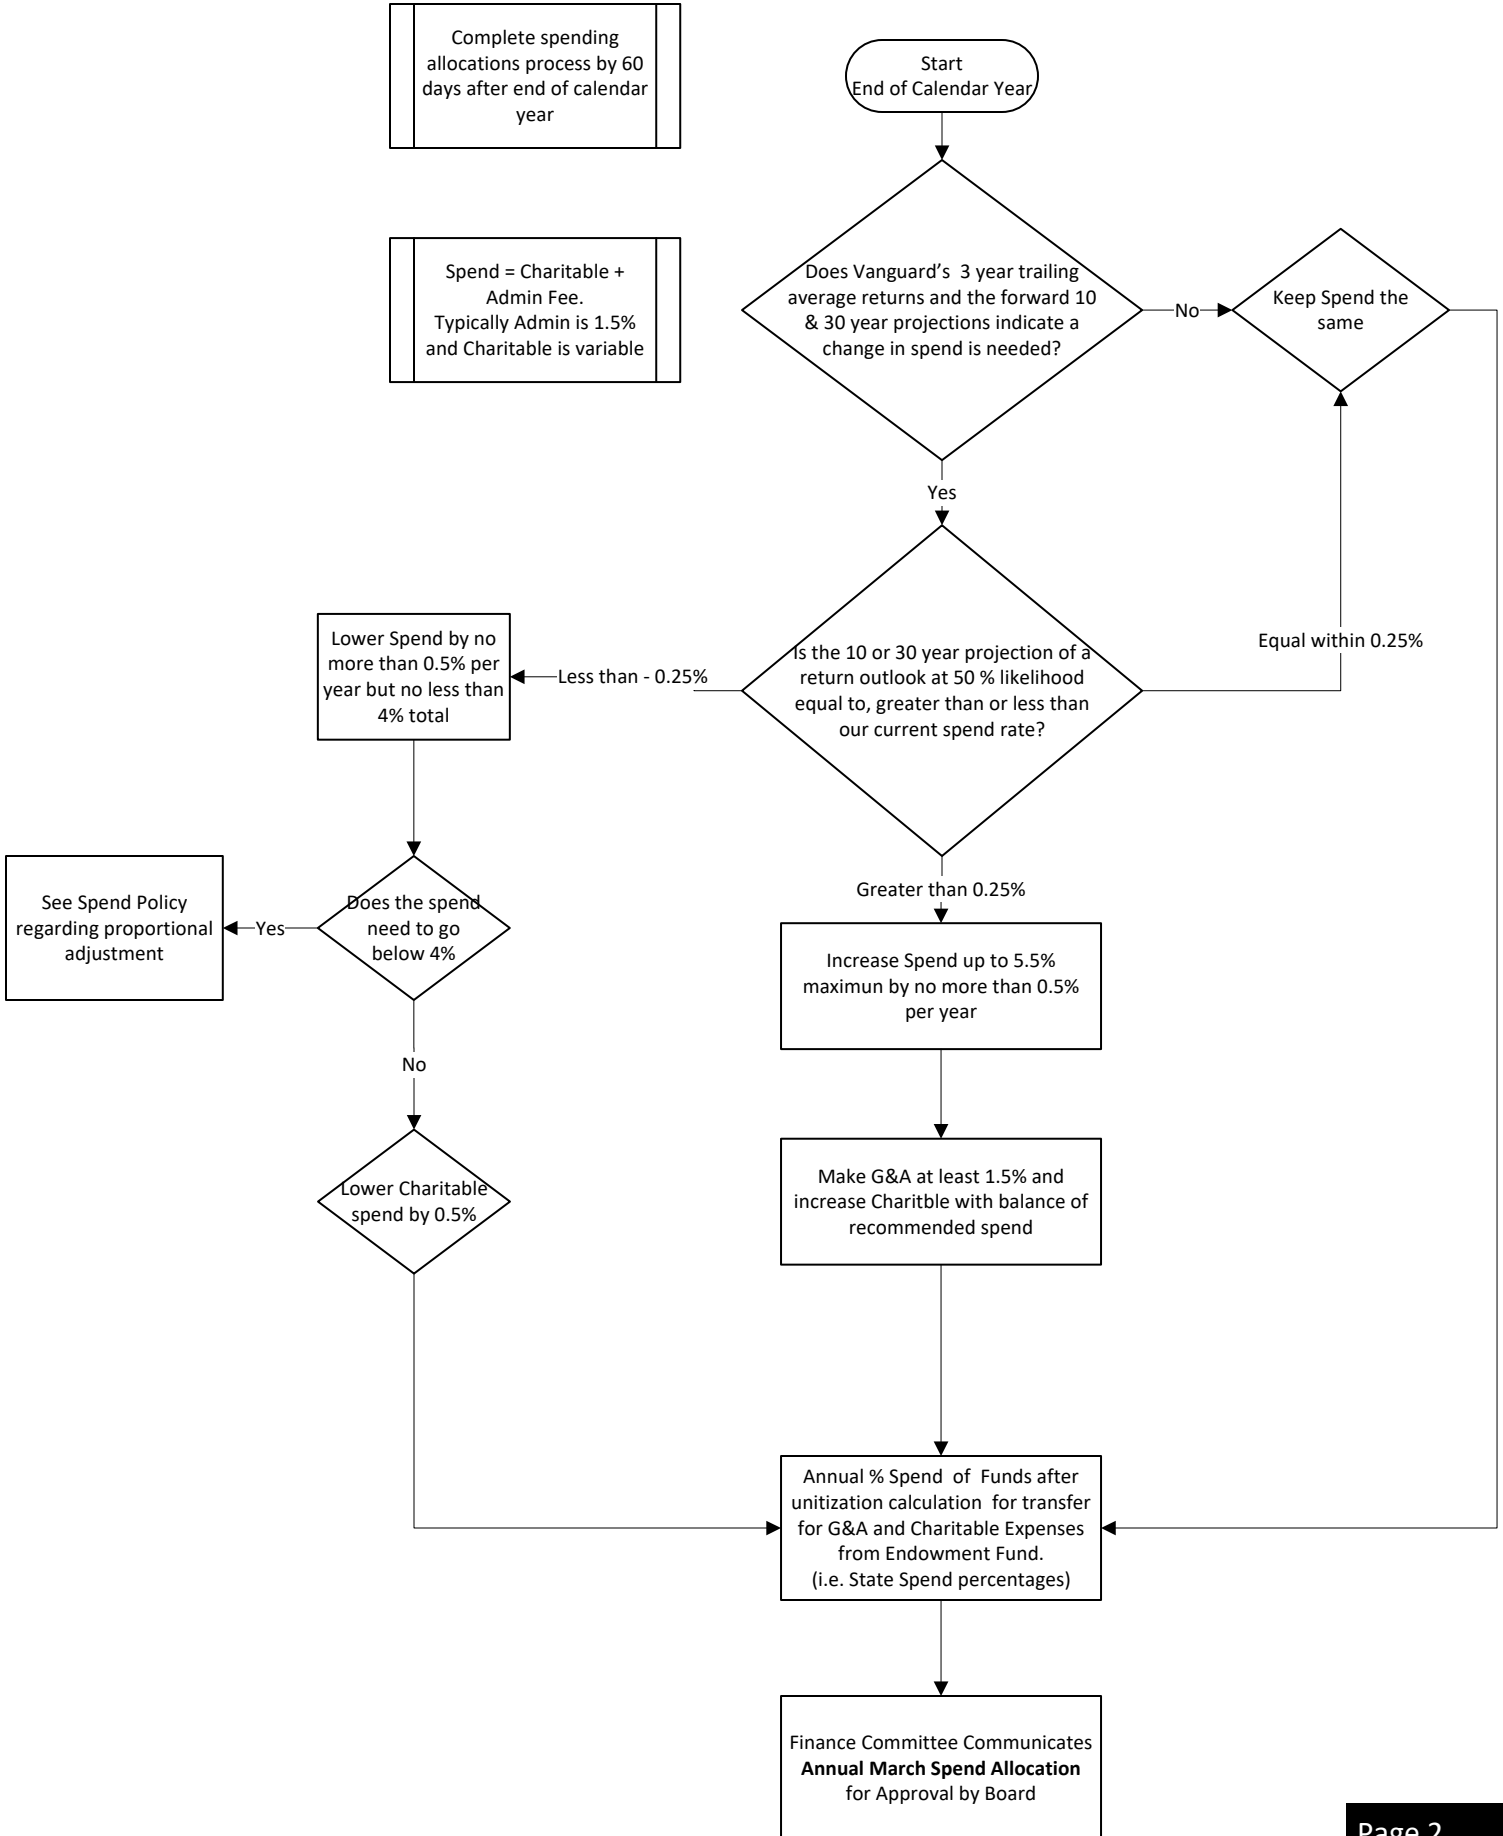 Complete spending
allocations process by 60
days after end of calendar
year
Start
End of Calendar Year
Spend = Charitable +
Admin Fee.
Typically Admin is 1.5%
and Charitable is variable
Does Vanguard’s 3 year trailing
average returns and the forward 10
& 30 year projections indicate a
change in spend is needed?
No
Keep Spend the
same
Yes
Is the 10 or 30 year projection of a
return outlook at 50 % likelihood
equal to, greater than or less than
our current spend rate?
Equal within 0.25%
Less than - 0.25%
Lower Spend by no
more than 0.5% per
year but no less than
4% total
Does the spend
need to go
below 4%
Yes
See Spend Policy
regarding proportional
adjustment
No
Lower Charitable
spend by 0.5%
Greater than 0.25%
Increase Spend up to 5.5%
maximun by no more than 0.5%
per year
Make G&A at least 1.5% and
increase Charitble with balance of
recommended spend
Annual % Spend of Funds after
unitization calculation for transfer
for G&A and Charitable Expenses
from Endowment Fund.
(i.e. State Spend percentages)
Finance Committee Communicates
Annual March Spend Allocation
for Approval by Board
Page 2